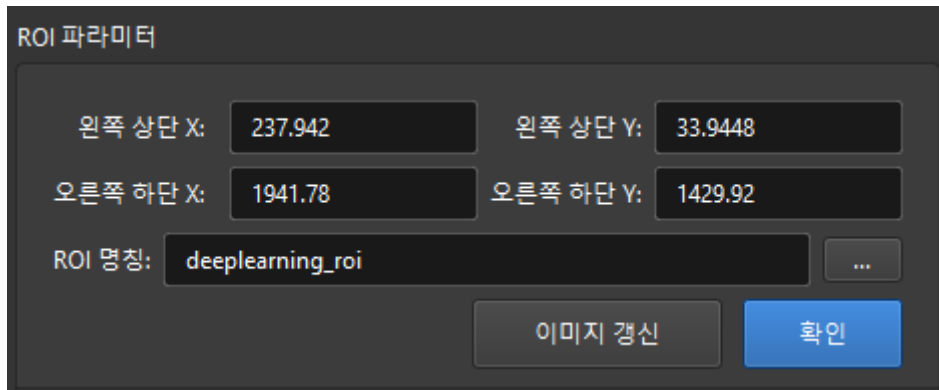 ROI 파라미터
왼쪽 상단 X: 237.942 왼쪽 상단 Y: 33.9448
오른쪽 하단 X: 1941.78 오른쪽 하단 Y: 1429.92
ROI 명칭: deeplearning_roi ...
이미지 갱신 확인